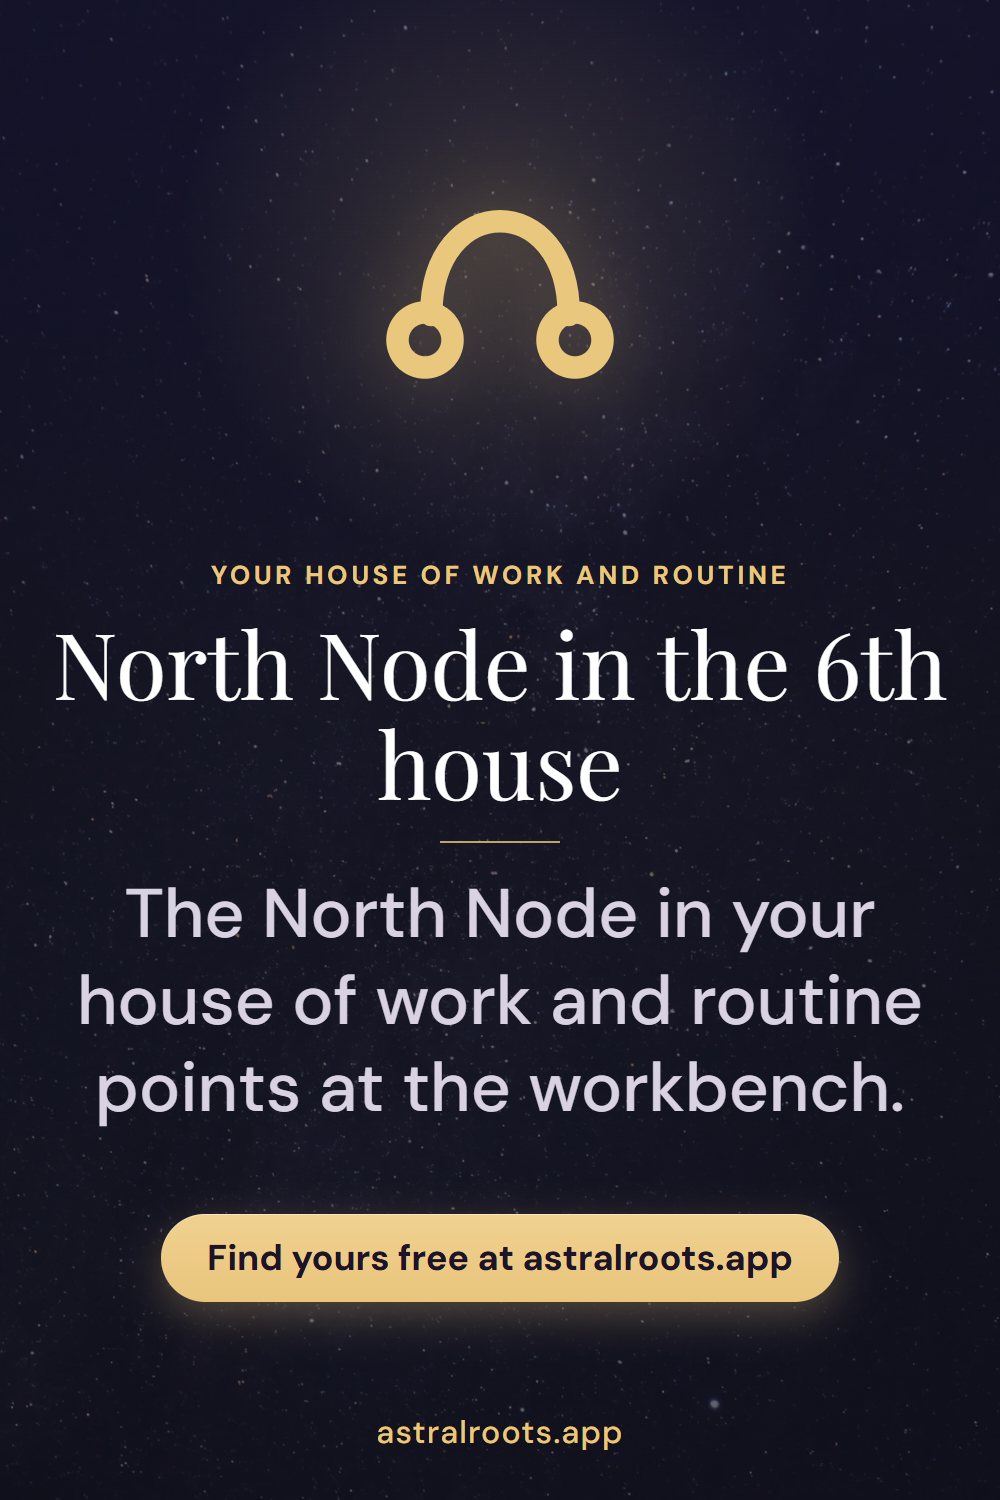 YOUR HOUSE OF WORK AND ROUTINE
North Node in the 6th
house
The North Node in your
house of work and routine
points at the workbench.
Find yours free at astralroots.app
astralroots.app